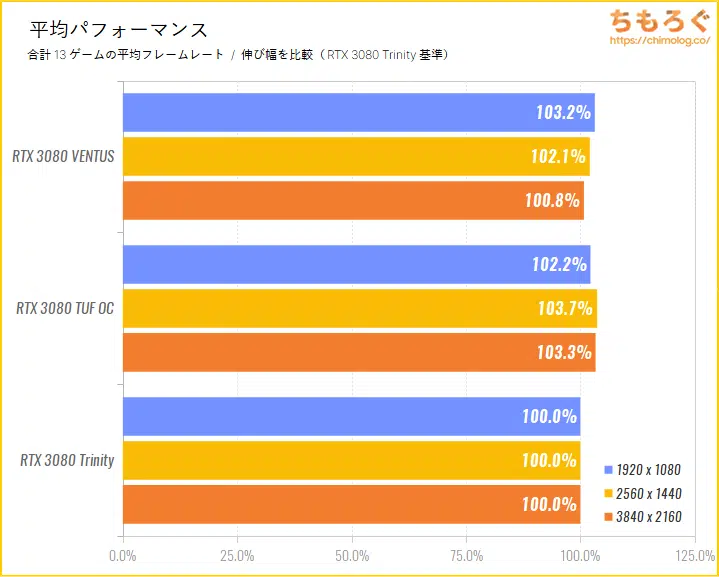 平均パフォーマンス
合計 13 ゲームの平均フレームレート / 伸び幅を比較（RTX 3080 Trinity 基準）
ちもろぐ
https://chimolog.co/
RTX 3080 VENTUS
103.2%
102.1%
100.8%
RTX 3080 TUF OC
102.2%
103.7%
103.3%
RTX 3080 Trinity
100.0%
100.0%
100.0%
1920 x 1080
2560 x 1440
3840 x 2160
0.0% 25.0% 50.0% 75.0% 100.0% 125.0%